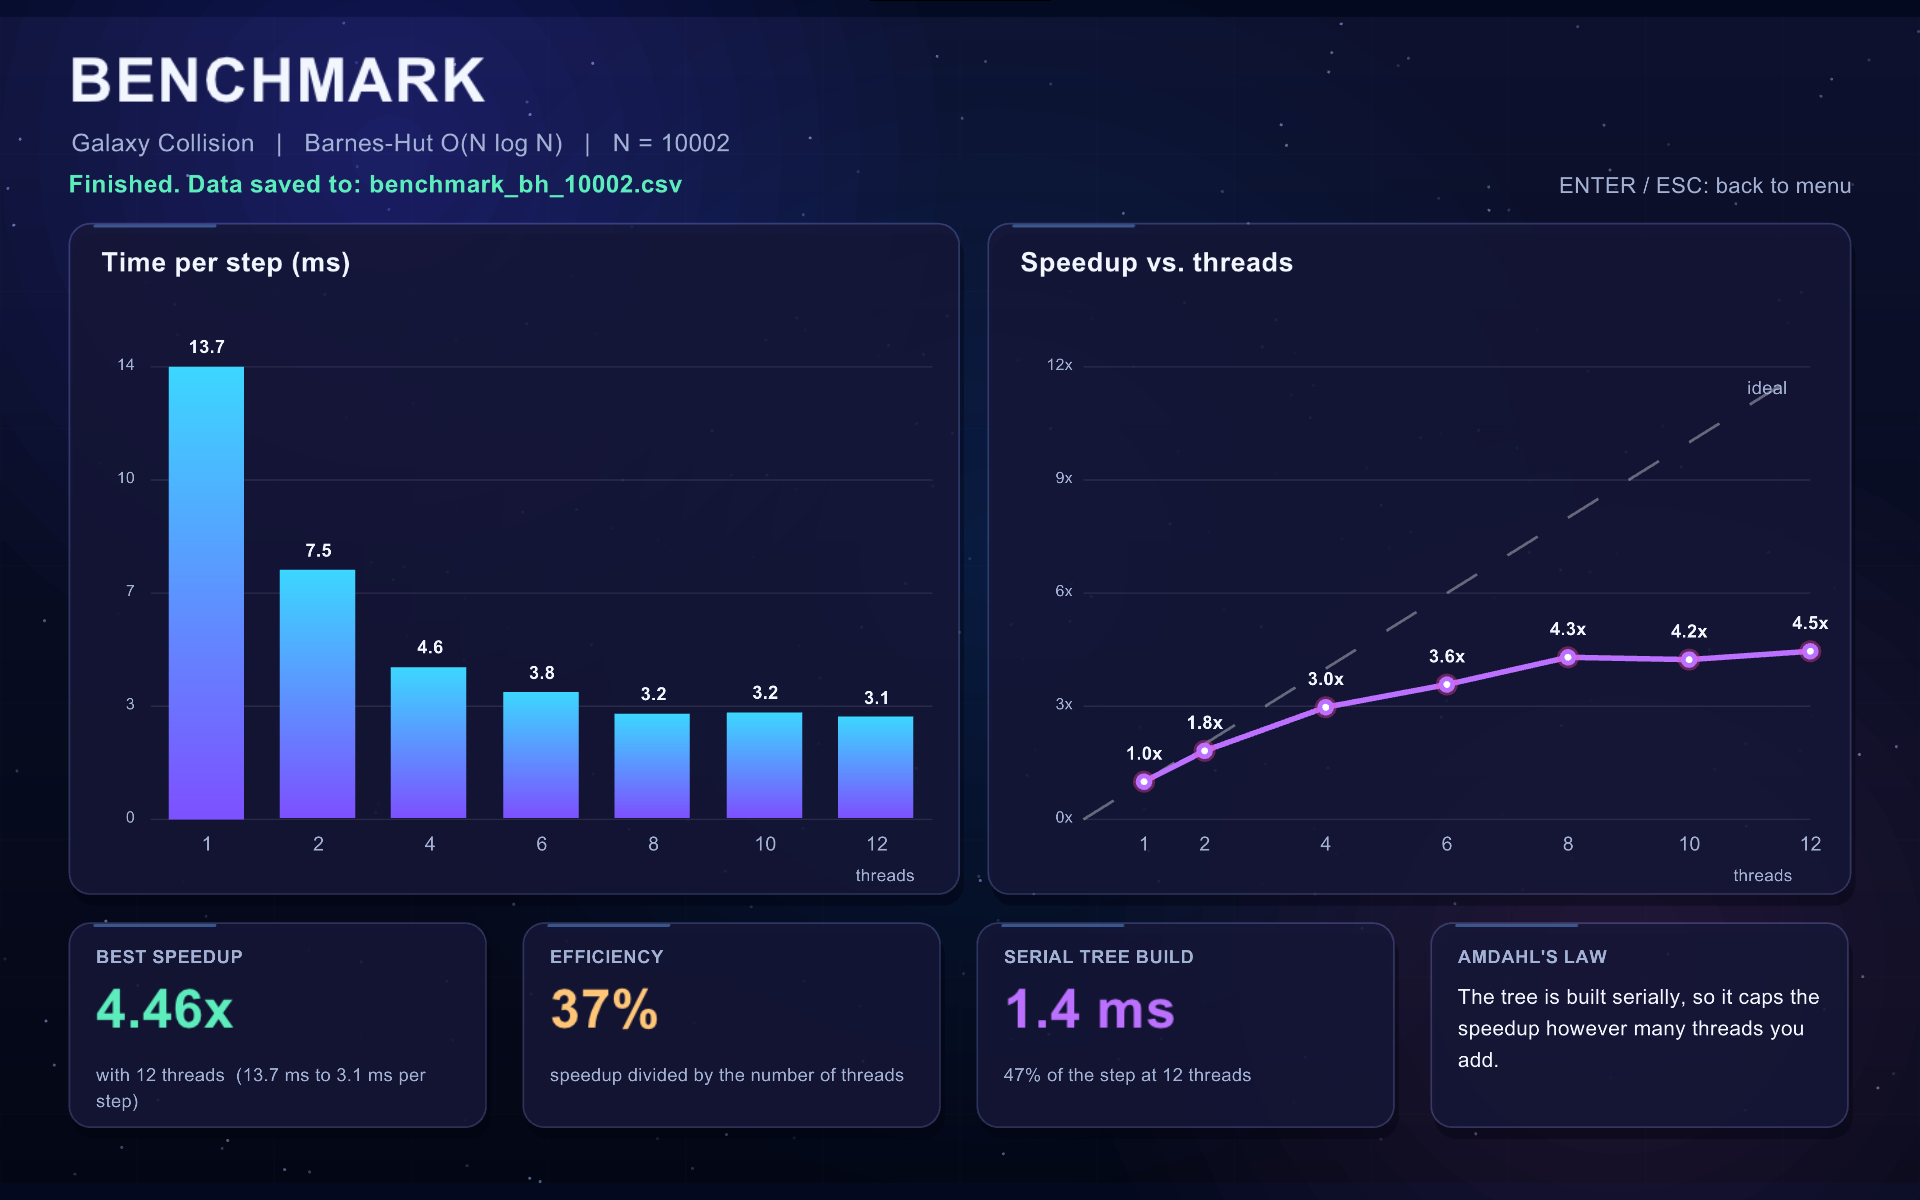 BENCHMARK
Galaxy Collision | Barnes-Hut O(N log N) | N = 10002
Finished. Data saved to: benchmark_bh_10002.csv
ENTER / ESC: back to menu
Time per step (ms)
14
10
7
3
0
13.7
7.5
4.6
3.8
3.2
3.2
3.1
1 2 4 6 8 10 12
threads
Speedup vs. threads
12x
9x
6x
3x
0x
ideal
1.0x
1.8x
3.0x
3.6x
4.3x
4.2x
4.5x
1 2 4 6 8 10 12
threads
BEST SPEEDUP
4.46x
with 12 threads (13.7 ms to 3.1 ms per
step)
EFFICIENCY
37%
speedup divided by the number of threads
SERIAL TREE BUILD
1.4 ms
47% of the step at 12 threads
AMDAHL'S LAW
The tree is built serially, so it caps the
speedup however many threads you
add.